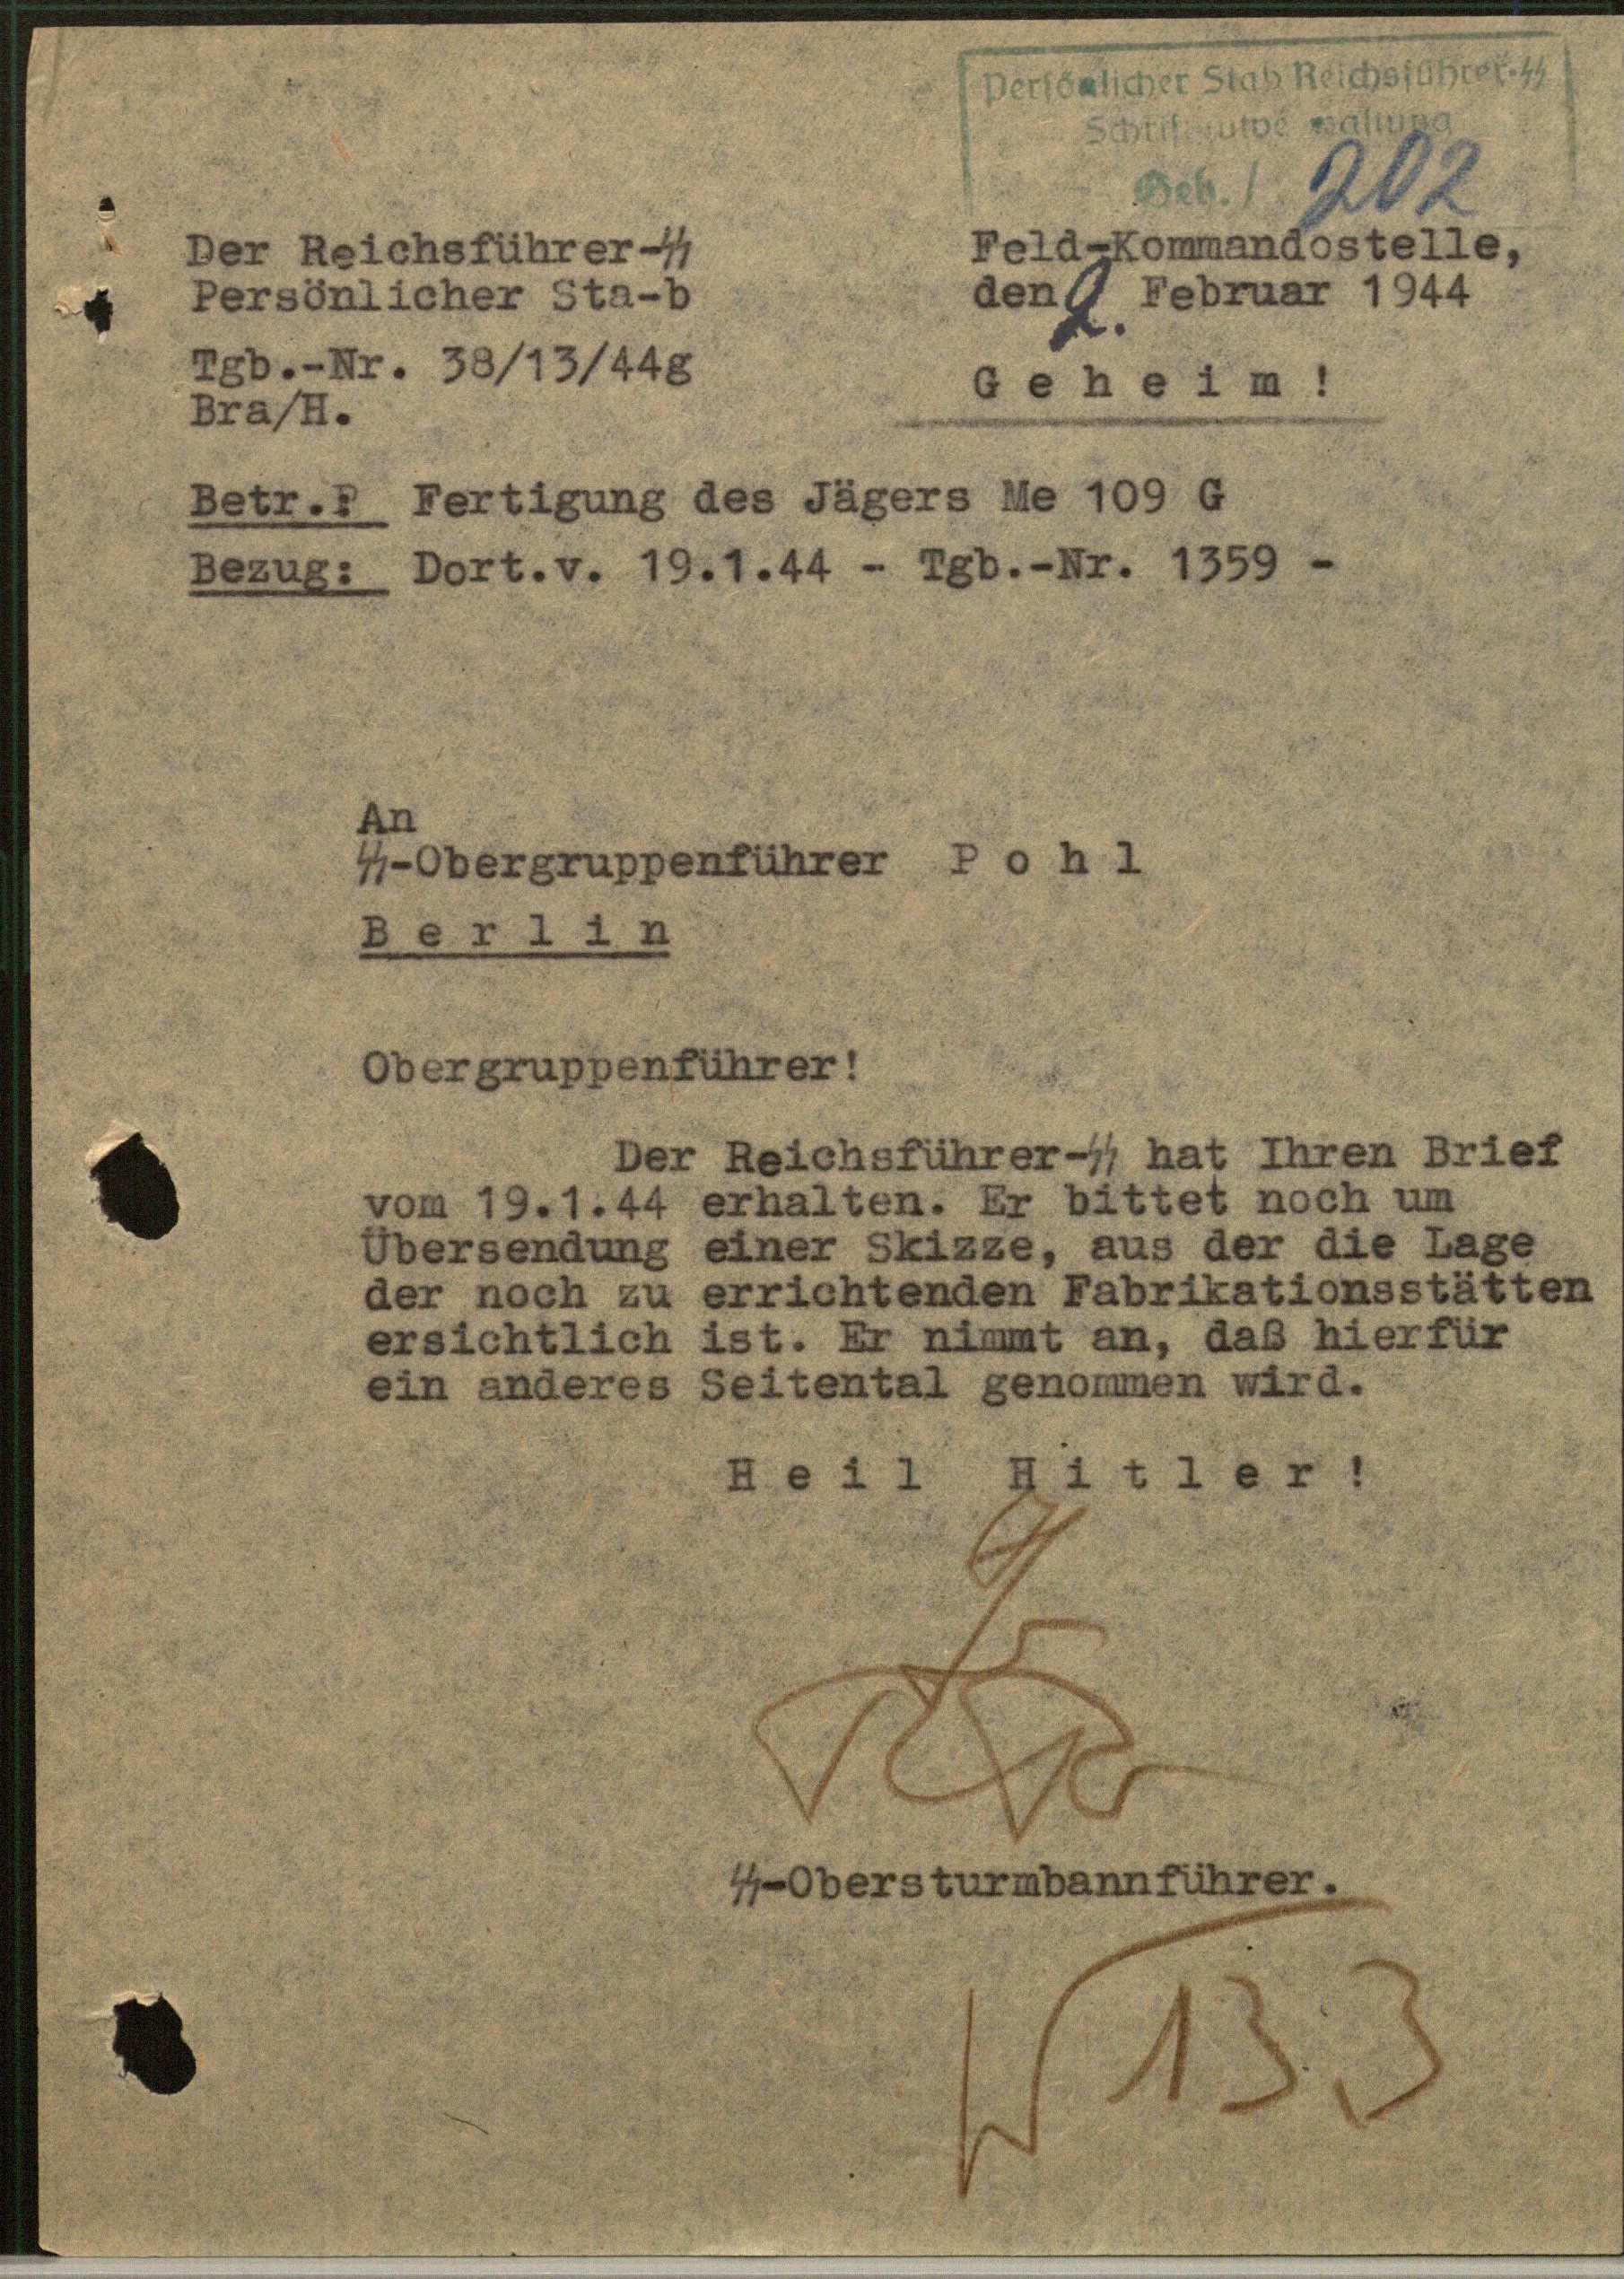 Persönlicher Stab Reichsführer-SS
Geh./ 202
Der Reichsführer-SS
Persönlicher Sta-b
Tgb.-Nr. 38/13/44g
Bra/H.
Feld-Kommandostelle,
den 2. Februar 1944
G e h e i m !
Betr.: Fertigung des Jägers Me 109 G
Bezug: Dort.v. 19.1.44 - Tgb.-Nr. 1359 -
An
SS-Obergruppenführer P o h l
B e r l i n
Obergruppenführer!
Der Reichsführer-SS hat Ihren Brief
vom 19.1.44 erhalten. Er bittet noch um
Übersendung einer Skizze, aus der die Lage
der noch zu errichtenden Fabrikationsstätten
ersichtlich ist. Er nimmt an, daß hierfür
ein anderes Seitental genommen wird.
H e i l H i t l e r !
SS-Obersturmbannführer.
13.3